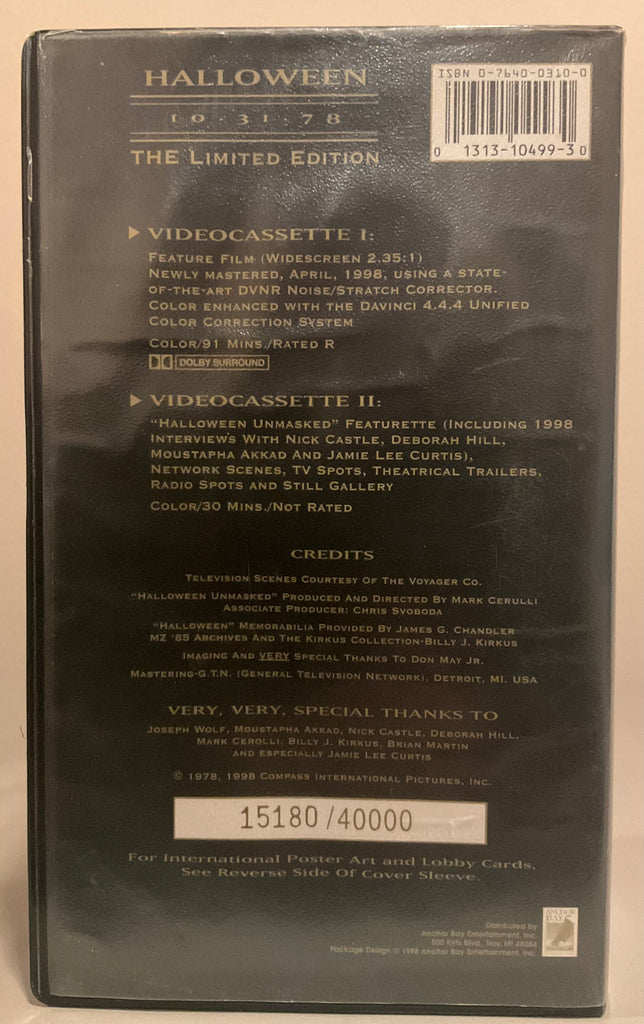 HALLOWEEN
10·31·78
THE LIMITED EDITION
ISBN 0-7640-0310-0
0 1313-10499-3 0
VIDEOCASSETTE I:
FEATURE FILM (WIDESCREEN 2.35:1)
NEWLY MASTERED, APRIL, 1998, USING A STATE-
OF-THE-ART DVNR NOISE/STRATCH CORRECTOR.
COLOR ENHANCED WITH THE DAVINCI 4.4.4 UNIFIED
COLOR CORRECTION SYSTEM
COLOR/91 MINS./RATED R
DOLBY SURROUND
VIDEOCASSETTE II:
"HALLOWEEN UNMASKED" FEATURETTE (INCLUDING 1998
INTERVIEWS WITH NICK CASTLE, DEBORAH HILL,
MOUSTAPHA AKKAD AND JAMIE LEE CURTIS),
NETWORK SCENES, TV SPOTS, THEATRICAL TRAILERS,
RADIO SPOTS AND STILL GALLERY
COLOR/30 MINS./NOT RATED
CREDITS
TELEVISION SCENES COURTESY OF THE VOYAGER CO.
"HALLOWEEN UNMASKED" PRODUCED AND DIRECTED BY MARK CERULLI
ASSOCIATE PRODUCER: CHRIS SVOBODA
"HALLOWEEN" MEMORABILIA PROVIDED BY JAMES G. CHANDLER
MZ '85 ARCHIVES AND THE KIRKUS COLLECTION-BILLY J. KIRKUS
IMAGING AND VERY SPECIAL THANKS TO DON MAY JR.
MASTERING-G.T.N. (GENERAL TELEVISION NETWORK), DETROIT, MI. USA
VERY, VERY, SPECIAL THANKS TO
JOSEPH WOLF, MOUSTAPHA AKKAD, NICK CASTLE, DEBORAH HILL,
MARK CEROLLI, BILLY J. KIRKUS, BRIAN MARTIN
AND ESPECIALLY JAMIE LEE CURTIS
© 1978, 1998 COMPASS INTERNATIONAL PICTURES, INC.
15180/40000
For International Poster Art and Lobby Cards,
See Reverse Side Of Cover Sleeve.
Distributed by
Anchor Bay Entertainment, Inc.
500 Kirts Blvd., Troy, MI 48084
Package Design © 1998 Anchor Bay Entertainment, Inc.
ANCHOR
BAY